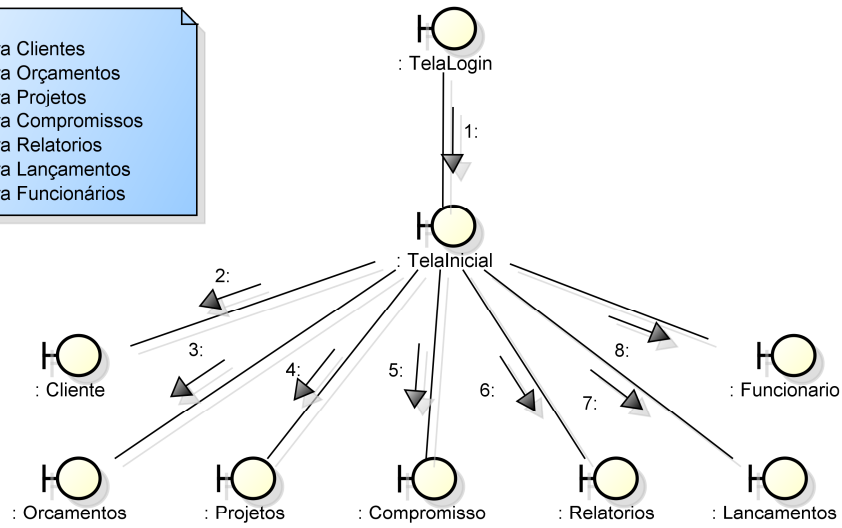 a Clientes
a Orçamentos
a Projetos
a Compromissos
a Relatorios
a Lançamentos
a Funcionários
: TelaLogin
1:
: TelaInicial
2:
3:
4:
5:
6:
7:
8:
: Cliente
: Funcionario
: Orcamentos
: Projetos
: Compromisso
: Relatorios
: Lancamentos